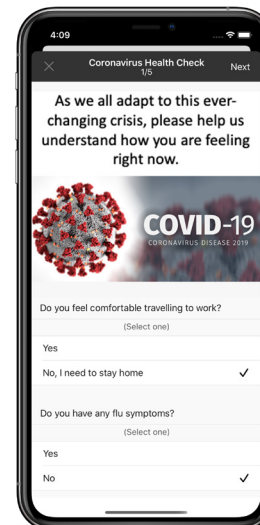 4:09
Coronavirus Health Check
1/5
Next
As we all adapt to this ever-
changing crisis, please help us
understand how you are feeling
right now.
COVID-19
CORONAVIRUS DISEASE 2019
Do you feel comfortable travelling to work?
(Select one)
Yes
No, I need to stay home
Do you have any flu symptoms?
(Select one)
Yes
No